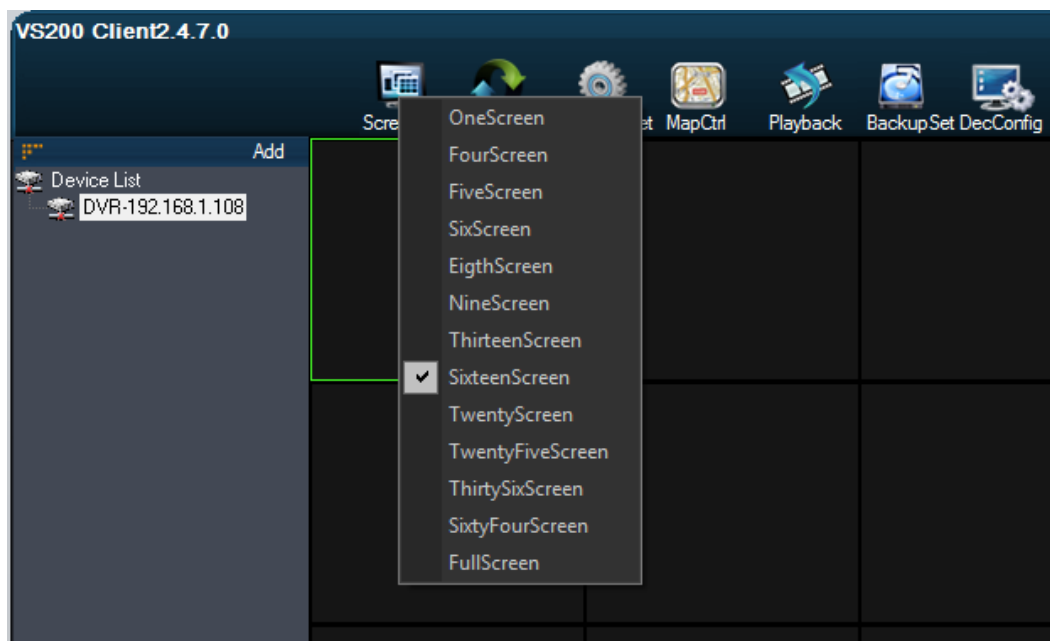 VS200 Client2.4.7.0
Scre
et
MapCtrl
Playback
BackupSet
DecConfig
Add
Device List
DVR-192.168.1.108
OneScreen
FourScreen
FiveScreen
SixScreen
EigthScreen
NineScreen
ThirteenScreen
SixteenScreen
TwentyScreen
TwentyFiveScreen
ThirtySixScreen
SixtyFourScreen
FullScreen